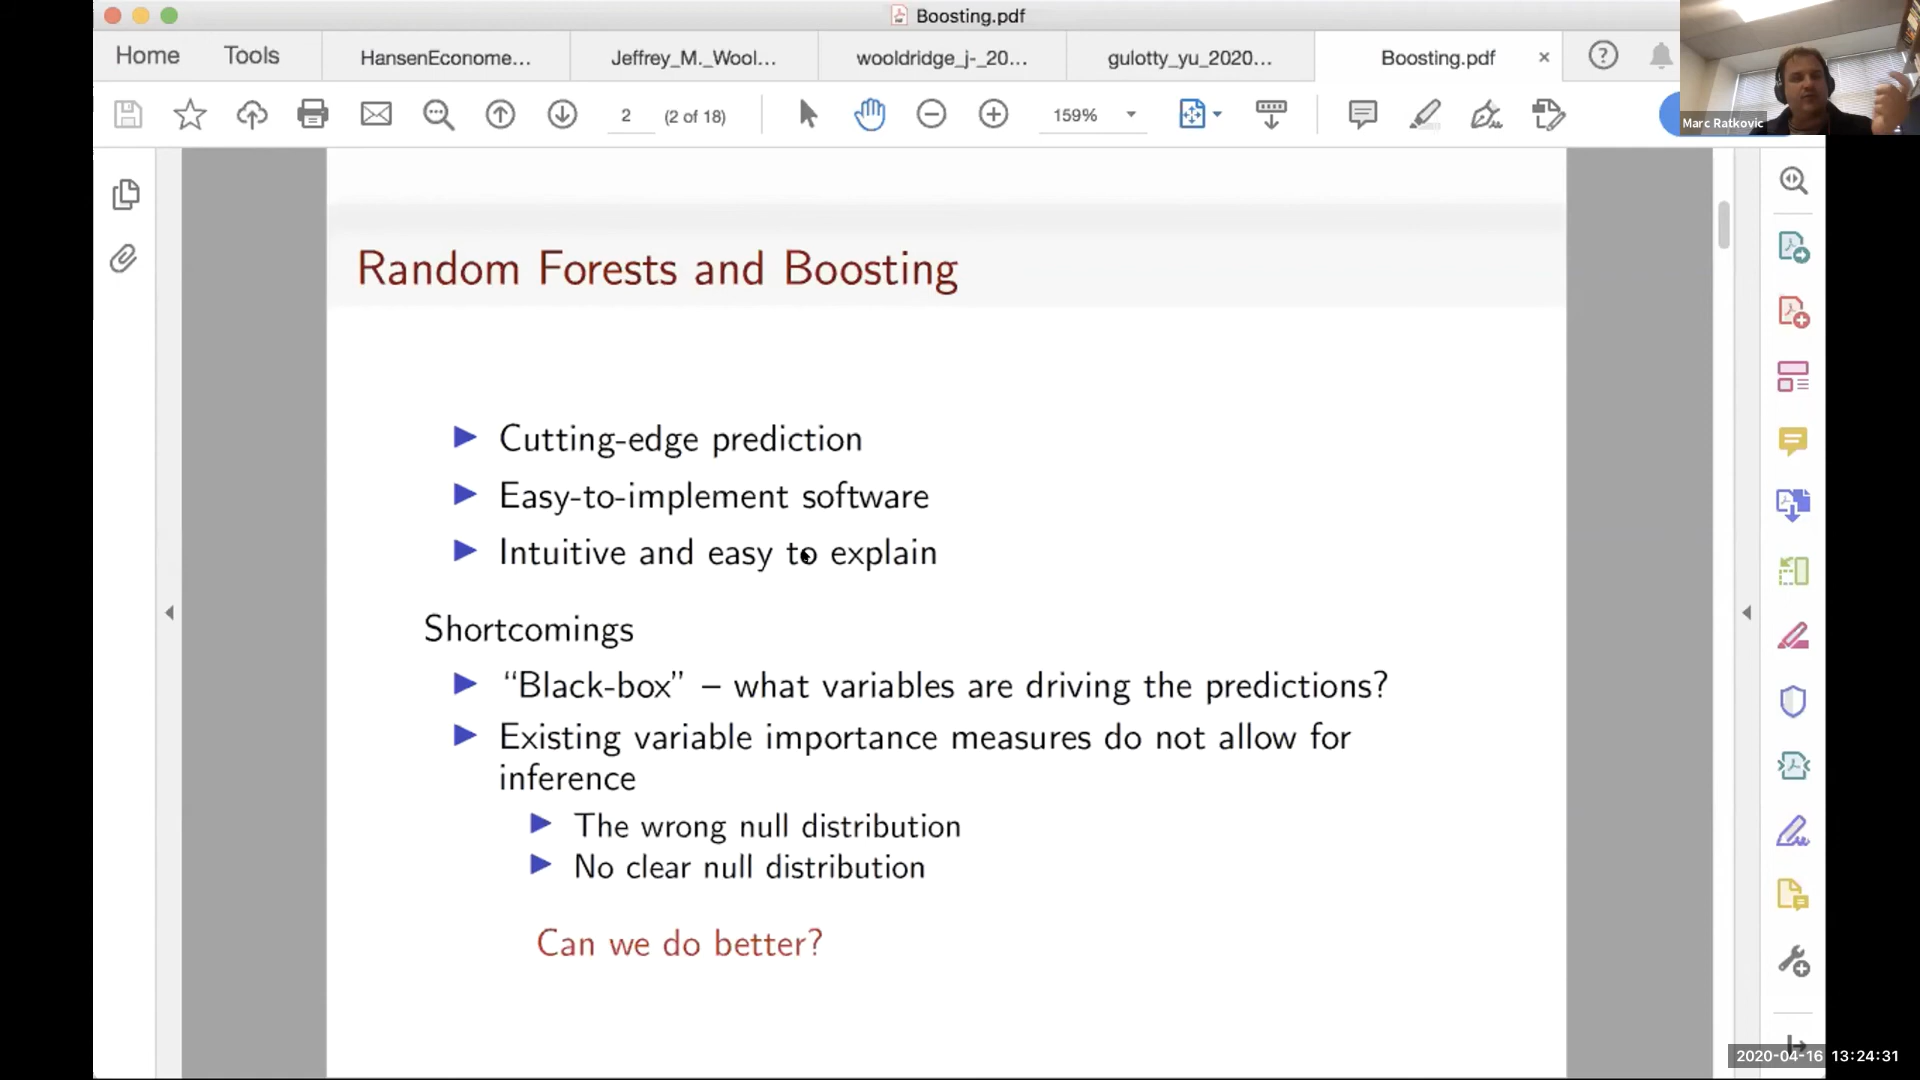 Boosting.pdf
Home Tools HansenEconome... Jeffrey_M._Wool... wooldridge_j-_20... gulotty_yu_2020... Boosting.pdf ×
2 (2 of 18) 159%
Marc Ratkovic
Random Forests and Boosting
Cutting-edge prediction
Easy-to-implement software
Intuitive and easy to explain
Shortcomings
“Black-box” – what variables are driving the predictions?
Existing variable importance measures do not allow for
inference
The wrong null distribution
No clear null distribution
Can we do better?
2020-04-16 13:24:31